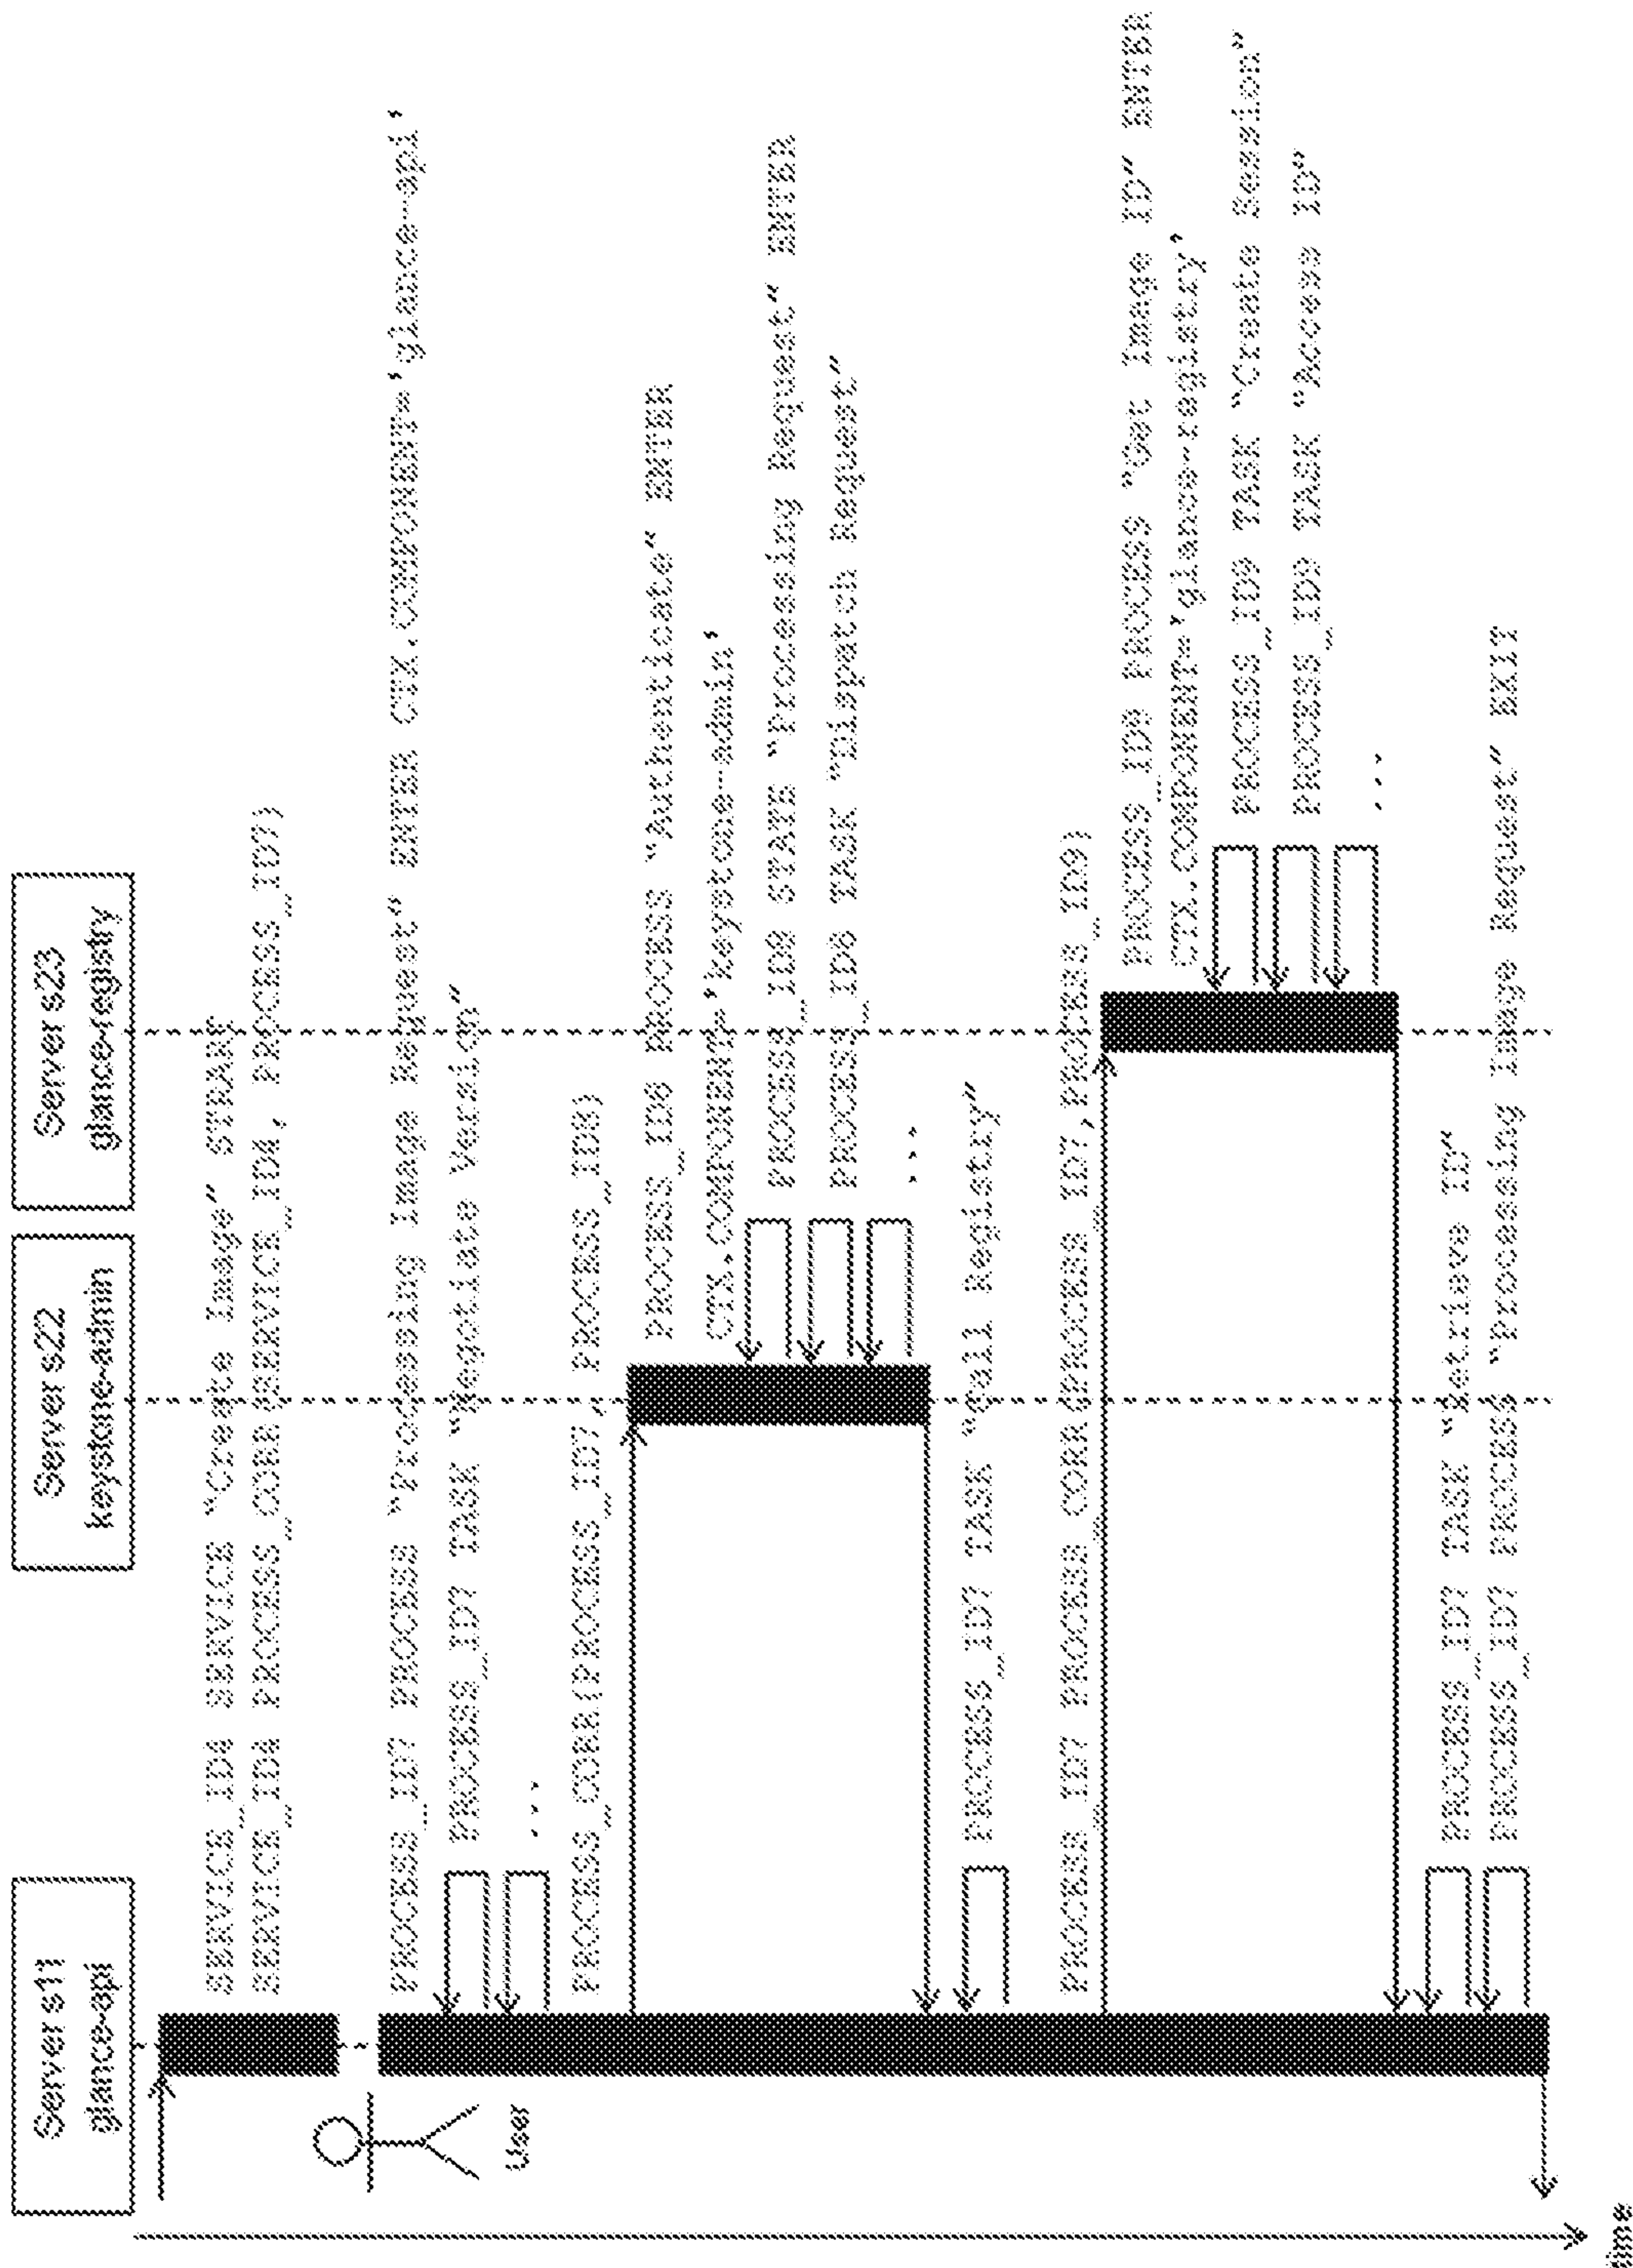 Server s11
glance-api
Server s22
keystone-admin
Server s23
glance-registry
SERVICE_ID4 SERVICE "Create Image" START
SERVICE_ID4 PROCESS_CORR(SERVICE_ID4, PROCESS_ID7)
User
PROCESS_ID7 PROCESS "Processing Image Request" ENTER CTX.COMPONENT='glance-api'
PROCESS_ID7 TASK "Negotiate Version"
...
PROCESS_CORR(PROCESS_ID7, PROCESS_ID8)
PROCESS_ID8 PROCESS "Authenticate" ENTER
CTX.COMPONENT='keystone-admin'
PROCESS_ID8 STATE "Processing Request" ENTER
PROCESS_ID8 TASK "Dispatch Request"
...
PROCESS_ID7 TASK "Call Registry"
PROCESS_ID7 PROCESS_CORR(PROCESS_ID7,PROCESS_ID9)
PROCESS_ID9 PROCESS "Get Image ID" ENTER
CTX.COMPONENT='glance-registry'
PROCESS_ID9 TASK "Create Session"
PROCESS_ID9 TASK "Access ID"
...
PROCESS_ID7 TASK "Retrieve ID"
PROCESS_ID7 PROCESS "Processing Image Request" EXIT
time